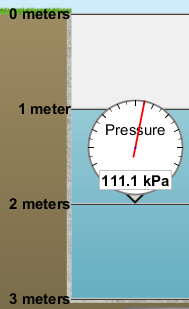 0 meters
1 meter
Pressure
111.1 kPa
2 meters
3 meters